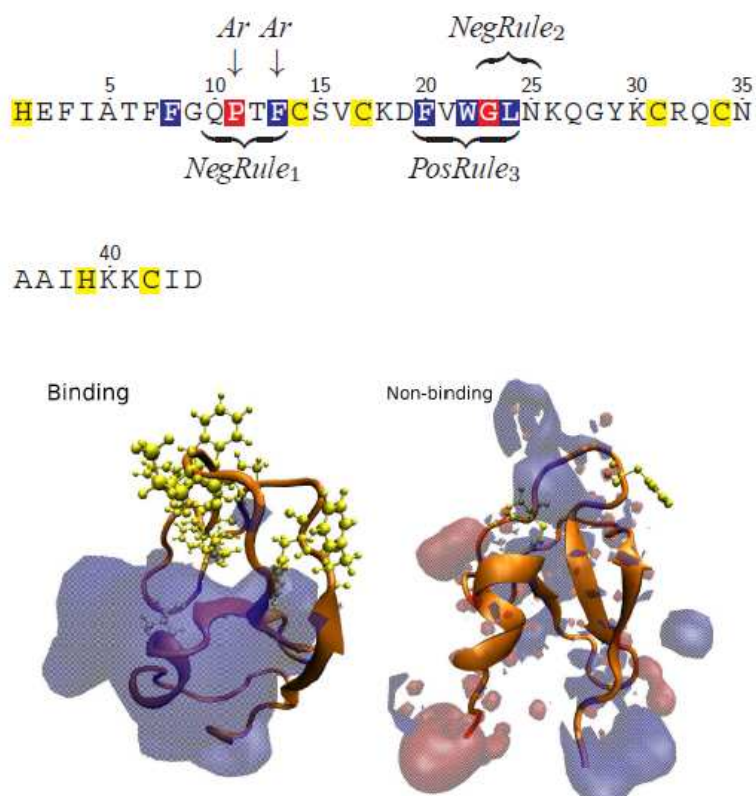 Ar Ar NegRule₂
↓ ↓
5 10 15 20 25 30 35
HEFIATFFGQPTFCSVCKDFVWGLNKQGYKCRQCN
NegRule₁ PosRule₃
40
AAIHKKCID
Binding Non-binding